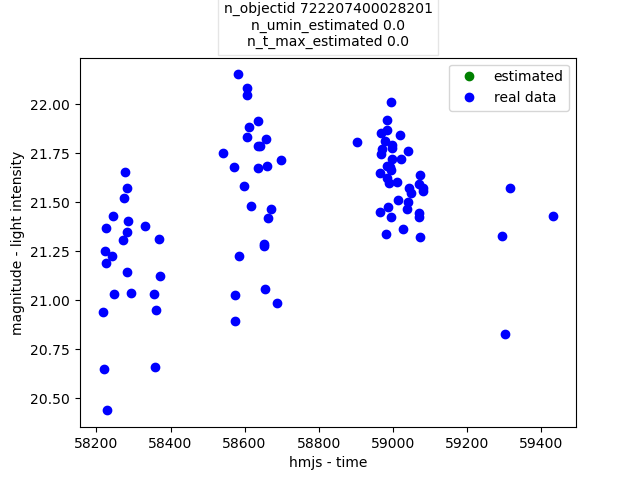 n_objectid 722207400028201
n_umin_estimated 0.0
n_t_max_estimated 0.0
estimated
real data
magnitude - light intensity
22.00
21.75
21.50
21.25
21.00
20.75
20.50
58200 58400 58600 58800 59000 59200 59400
hmjs - time